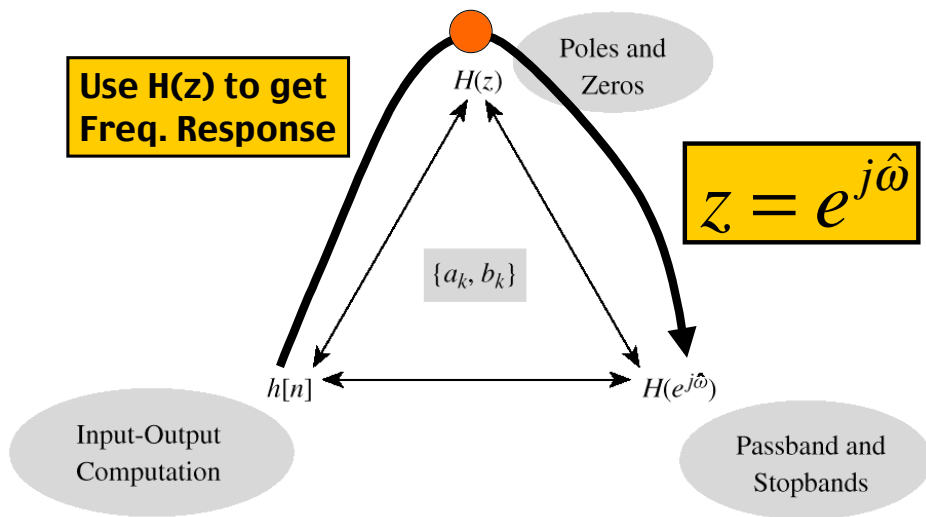 Poles and
Zeros
Use H(z) to get
Freq. Response
H(z)
z = e^{jω̂}
{a_k, b_k}
h[n]
H(e^{jω̂})
Input-Output
Computation
Passband and
Stopbands